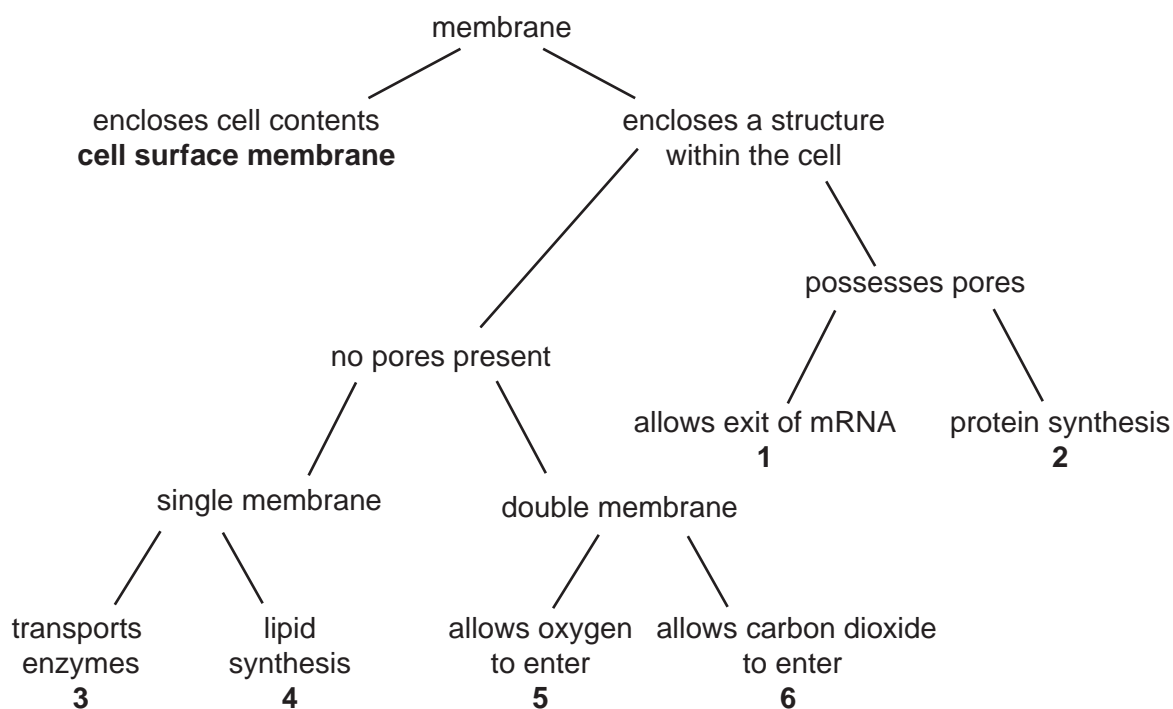 membrane
encloses cell contents
cell surface membrane
encloses a structure
within the cell
possesses pores
no pores present
allows exit of mRNA
1
protein synthesis
2
single membrane
double membrane
transports
enzymes
3
lipid
synthesis
4
allows oxygen
to enter
5
allows carbon dioxide
to enter
6